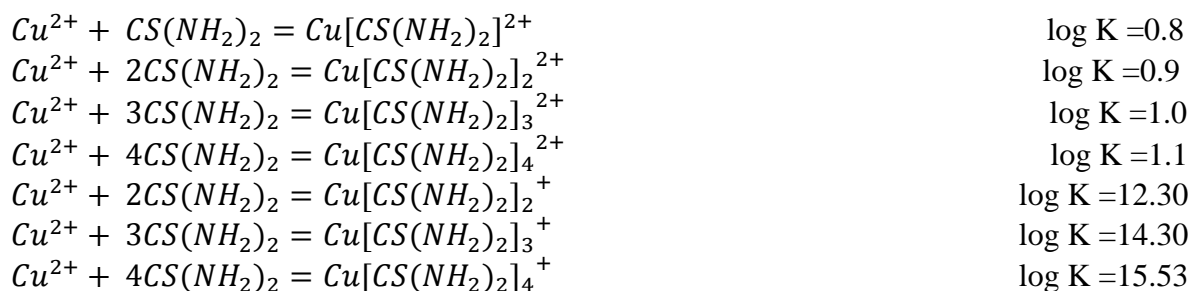 Cu²⁺ + CS(NH₂)₂ = Cu[CS(NH₂)₂]²⁺ log K =0.8
Cu²⁺ + 2CS(NH₂)₂ = Cu[CS(NH₂)₂]₂²⁺ log K =0.9
Cu²⁺ + 3CS(NH₂)₂ = Cu[CS(NH₂)₂]₃²⁺ log K =1.0
Cu²⁺ + 4CS(NH₂)₂ = Cu[CS(NH₂)₂]₄²⁺ log K =1.1
Cu²⁺ + 2CS(NH₂)₂ = Cu[CS(NH₂)₂]₂⁺ log K =12.30
Cu²⁺ + 3CS(NH₂)₂ = Cu[CS(NH₂)₂]₃⁺ log K =14.30
Cu²⁺ + 4CS(NH₂)₂ = Cu[CS(NH₂)₂]₄⁺ log K =15.53